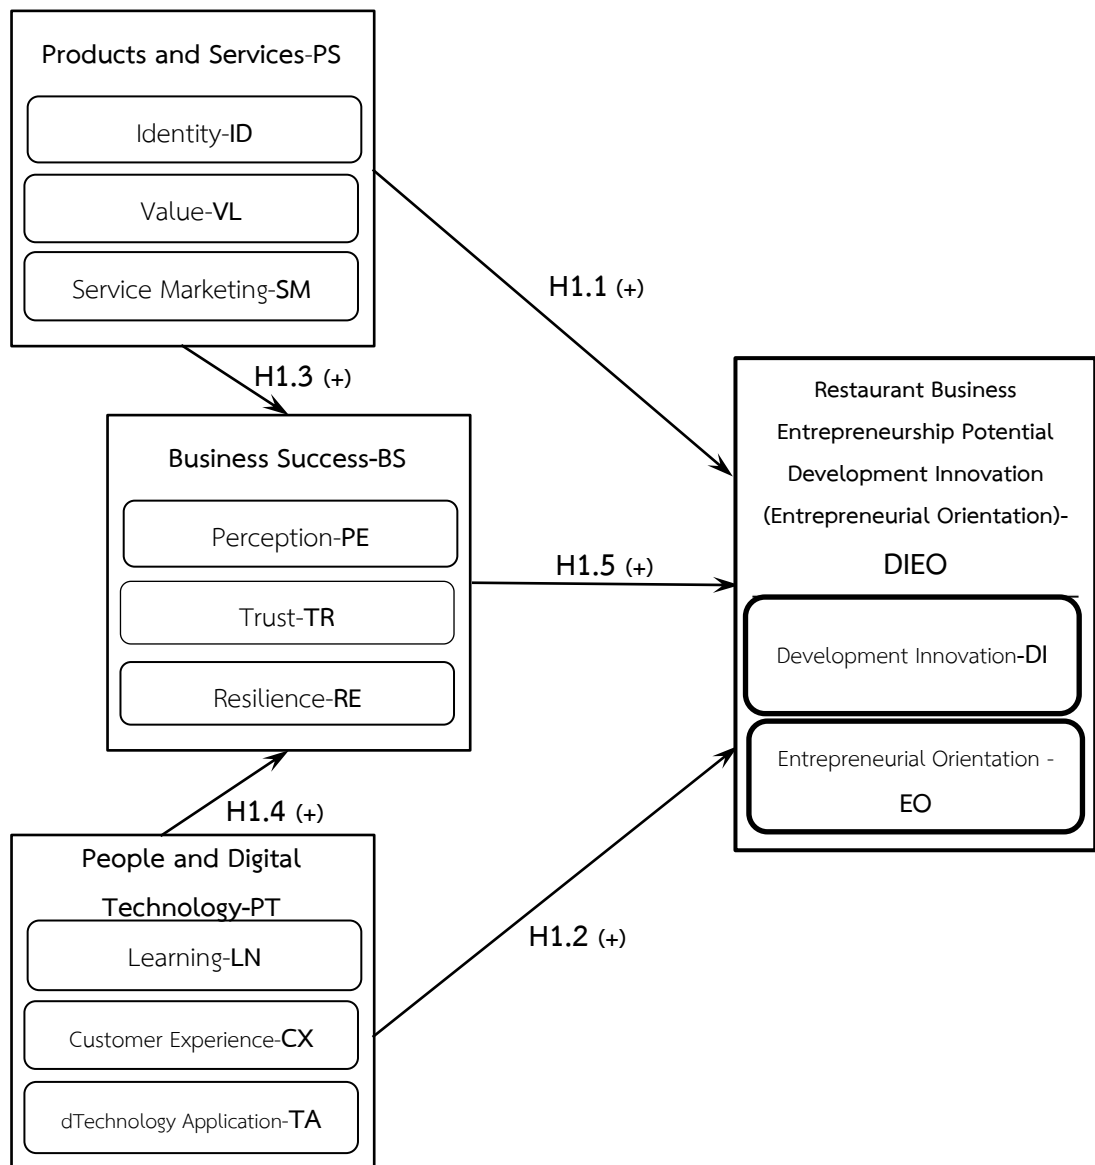 Products and Services-PS
Identity-ID
Value-VL
Service Marketing-SM
H1.1 (+)
H1.3 (+)
Restaurant Business
Entrepreneurship Potential
Development Innovation
(Entrepreneurial Orientation)-
DIEO
Development Innovation-DI
Entrepreneurial Orientation -
EO
Business Success-BS
Perception-PE
Trust-TR
Resilience-RE
H1.5 (+)
H1.4 (+)
People and Digital
Technology-PT
Learning-LN
Customer Experience-CX
dTechnology Application-TA
H1.2 (+)